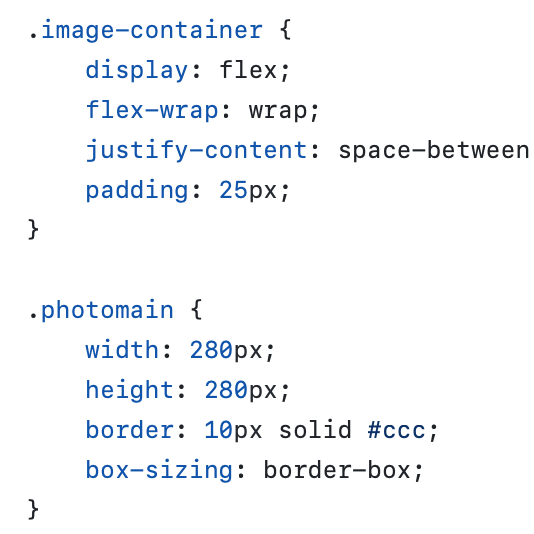 .image-container {
    display: flex;
    flex-wrap: wrap;
    justify-content: space-between
    padding: 25px;
}

.photomain {
    width: 280px;
    height: 280px;
    border: 10px solid #ccc;
    box-sizing: border-box;
}